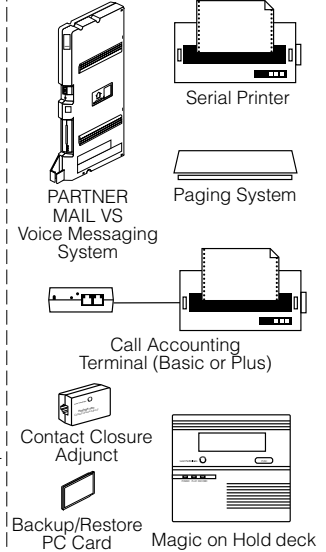 Serial Printer
PARTNER
MAIL VS
Voice Messaging
System
Paging System
Call Accounting
Terminal (Basic or Plus)
Contact Closure
Adjunct
Backup/Restore
PC Card
Magic on Hold deck